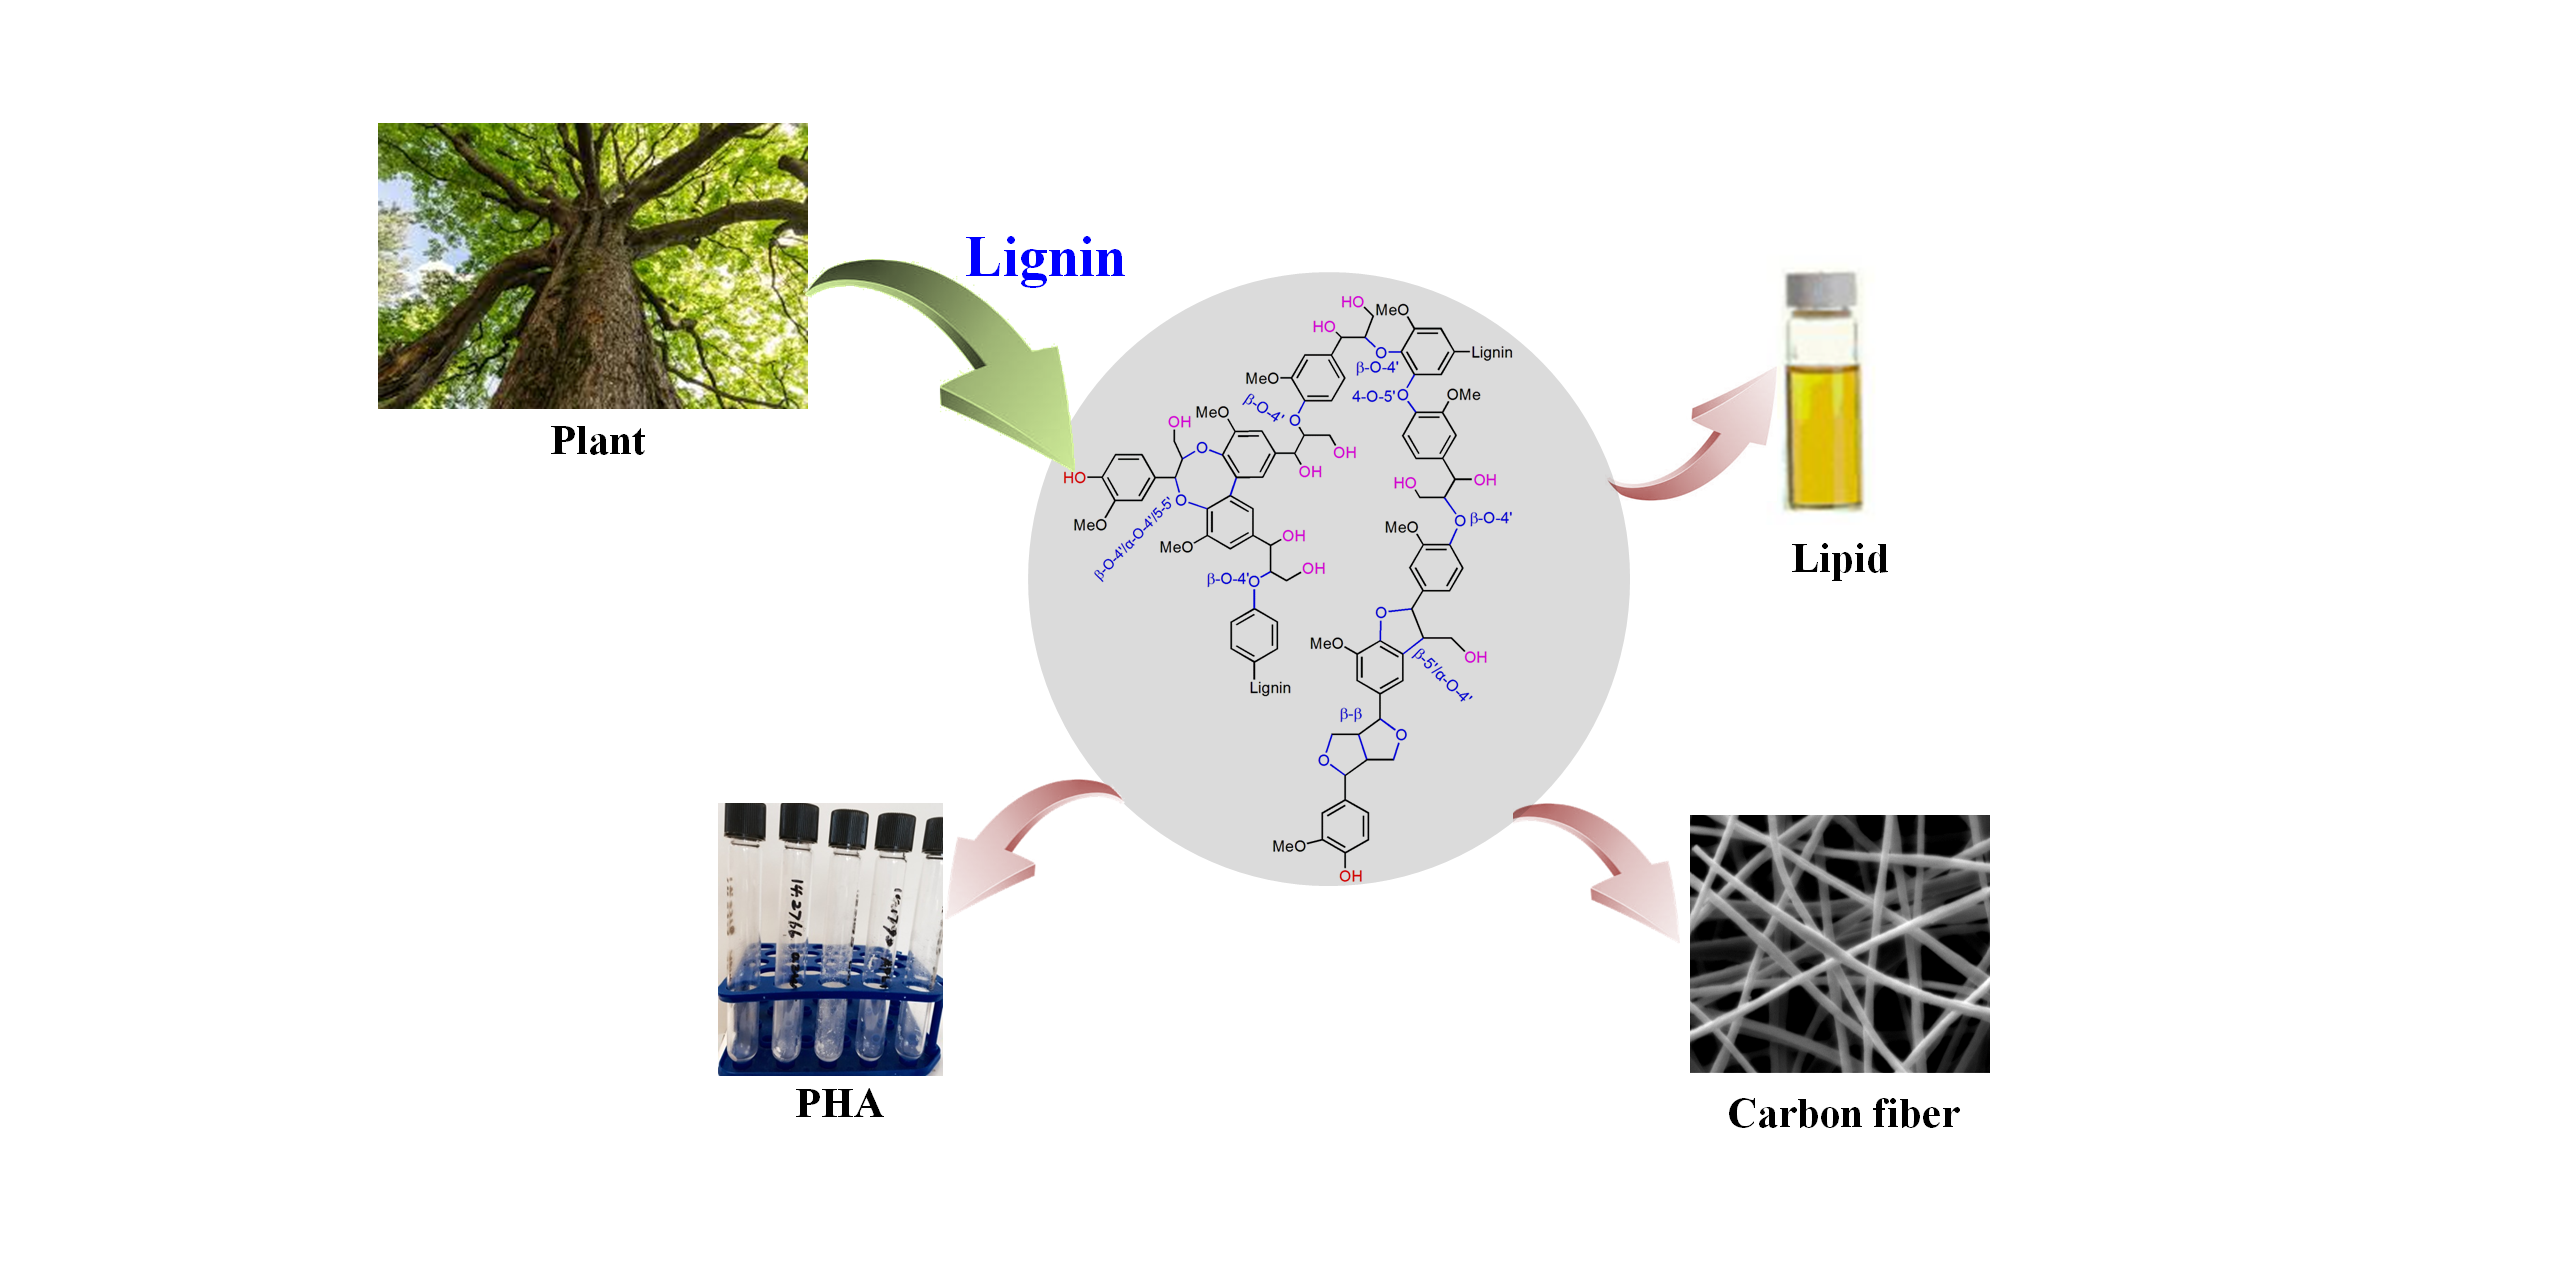 Plant
Lignin
HO
MeO
HO
MeO
O
β-O-4'
Lignin
MeO
β-O-4'
O
4-O-5'
O
OMe
MeO
OH
O
OH
OH
HO
MeO
O
β-O-4'/α-O-4'/5-5'
MeO
OH
OH
β-O-4'
O
Lignin
HO
OH
O
β-O-4'
MeO
O
MeO
OH
β-5'/α-O-4'
β-β
O
O
MeO
OH
Lipid
PHA
Carbon fiber